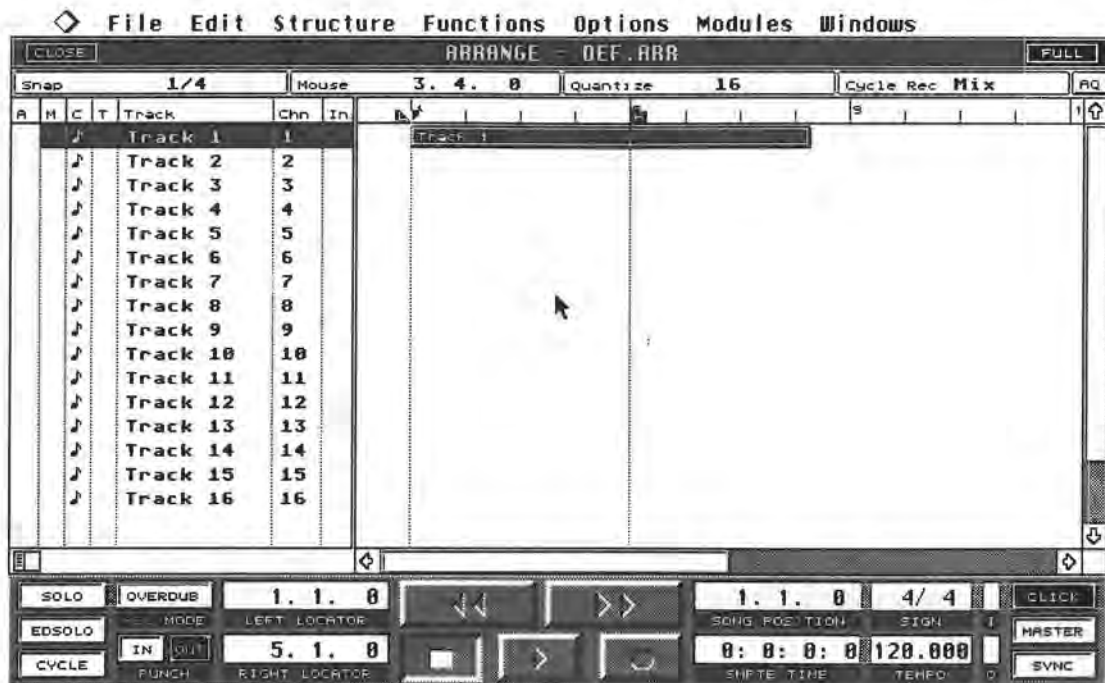 File Edit Structure Functions Options Modules Windows
CLOSE ARRANGE - DEF.ARR FULL
Snap 1/4 Mouse 3. 4. 0 Quantize 16 Cycle Rec Mix AQ
A M C T Track Chn In 9 1
Track 1 1 Track 1
Track 2 2
Track 3 3
Track 4 4
Track 5 5
Track 6 6
Track 7 7
Track 8 8
Track 9 9
Track 10 10
Track 11 11
Track 12 12
Track 13 13
Track 14 14
Track 15 15
Track 16 16
SOLO OVERDUB 1. 1. 0 1. 1. 0 4/ 4 CLICK
MODE LEFT LOCATOR SONG POSITION SIGN I
EDSOLO IN OUT 5. 1. 0 0: 0: 0: 0 120.000 MASTER
CYCLE PUNCH RIGHT LOCATOR SMPTE TIME TEMPO O SYNC